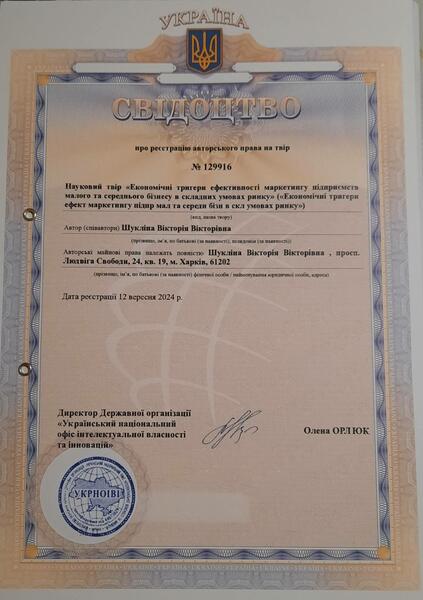 УКРАЇНА
СВІДОЦТВО
про реєстрацію авторського права на твір
№ 129916
Науковий твір «Економічні тригери ефективності маркетингу підприємств
малого та середнього бізнесу в складних умовах ринку» («Економічні тригери
ефект маркетингу підпр мал та середн бізн в скл умовах ринку»)
(вид, назва твору)
Автор (співавтори) Шукліна Вікторія Вікторівна
(прізвище, ім’я, по батькові (за наявності), псевдонім (за наявності))
Авторські майнові права належать повністю Шукліна Вікторія Вікторівна , просп.
Людвіга Свободи, 24, кв. 19, м. Харків, 61202
(прізвище, ім’я, по батькові (за наявності) фізичної особи / найменування юридичної особи, адреса)
Дата реєстрації 12 вересня 2024 р.
Директор Державної організації
«Український національний
офіс інтелектуальної власності
та інновацій»
Олена ОРЛЮК
УКРНОІВІ